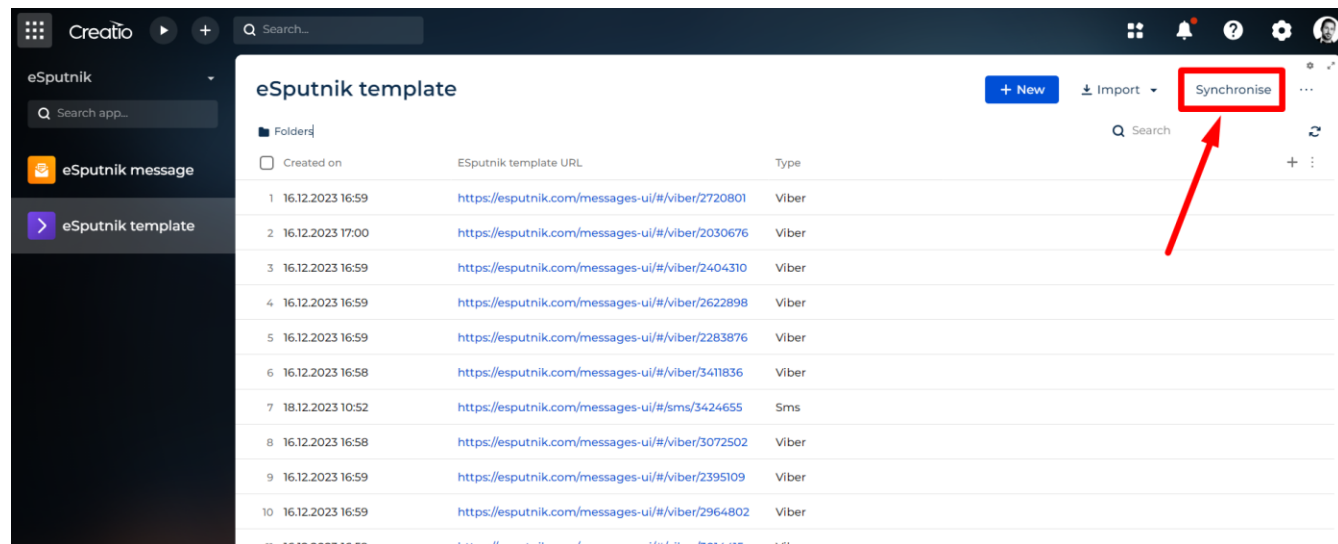 Creatio Search...
eSputnik
Search app...
eSputnik message
eSputnik template
eSputnik template
+ New Import Synchronise ...
Folders Search
Created on ESputnik template URL Type
1 16.12.2023 16:59 https://esputnik.com/messages-ui/#/viber/2720801 Viber
2 16.12.2023 17:00 https://esputnik.com/messages-ui/#/viber/2030676 Viber
3 16.12.2023 16:59 https://esputnik.com/messages-ui/#/viber/2404310 Viber
4 16.12.2023 16:59 https://esputnik.com/messages-ui/#/viber/2622898 Viber
5 16.12.2023 16:59 https://esputnik.com/messages-ui/#/viber/2283876 Viber
6 16.12.2023 16:58 https://esputnik.com/messages-ui/#/viber/3411836 Viber
7 18.12.2023 10:52 https://esputnik.com/messages-ui/#/sms/3424655 Sms
8 16.12.2023 16:58 https://esputnik.com/messages-ui/#/viber/3072502 Viber
9 16.12.2023 16:59 https://esputnik.com/messages-ui/#/viber/2395109 Viber
10 16.12.2023 16:59 https://esputnik.com/messages-ui/#/viber/2964802 Viber